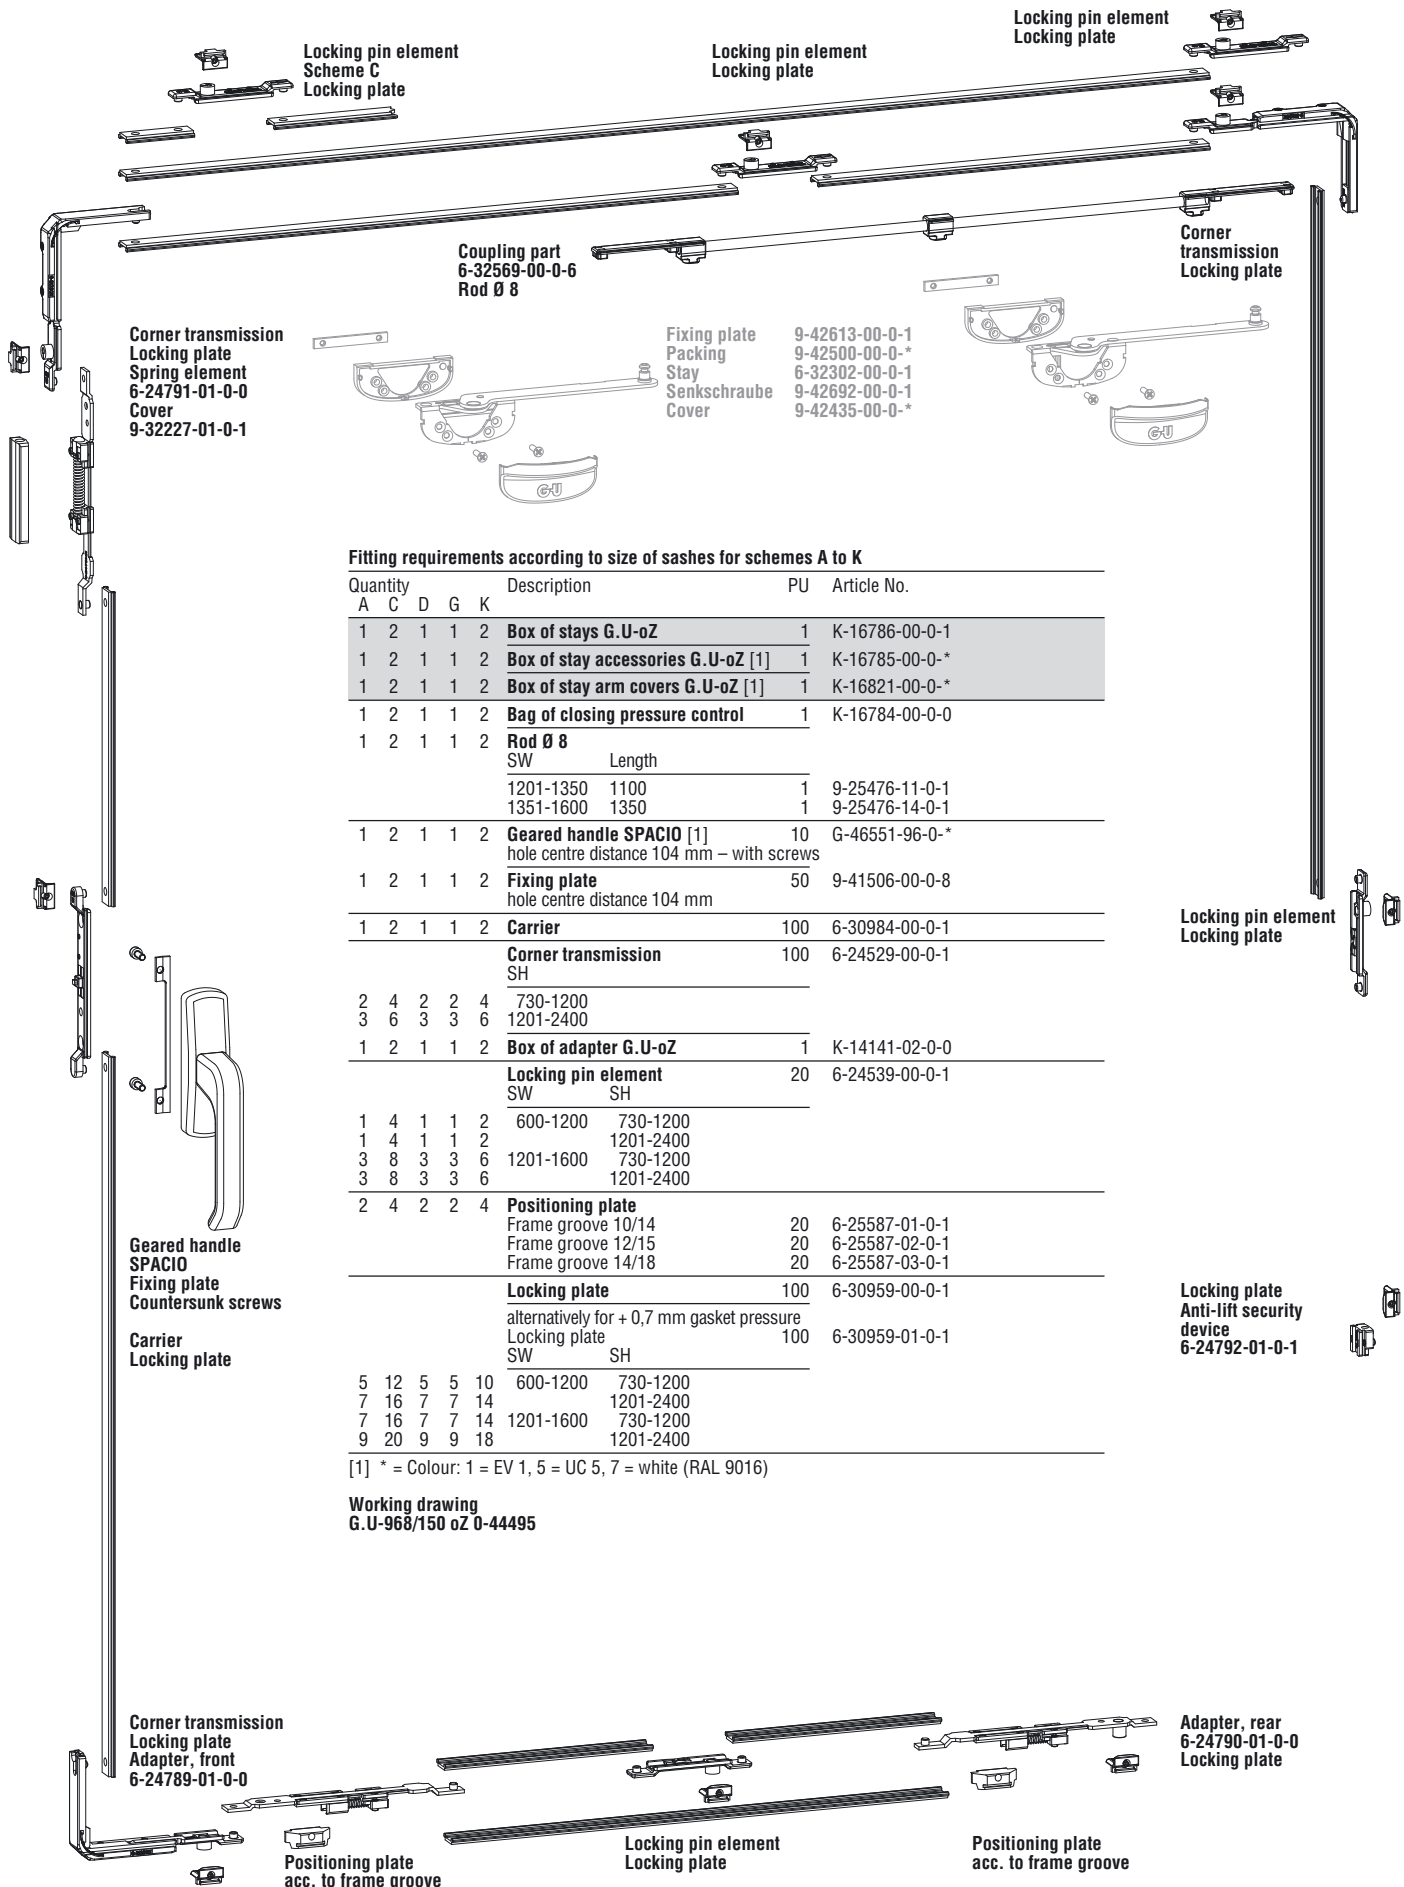 Locking pin element
Locking plate
Locking pin element
Scheme C
Locking plate
Locking pin element
Locking plate
Coupling part
6-32569-00-0-6
Rod Ø 8
Corner
transmission
Locking plate
Corner transmission
Locking plate
Spring element
6-24791-01-0-0
Cover
9-32227-01-0-1
Fixing plate 9-42613-00-0-1
Packing 9-42500-00-0-*
Stay 6-32302-00-0-1
Senkschraube 9-42692-00-0-1
Cover 9-42435-00-0-*
G-U
G-U
Fitting requirements according to size of sashes for schemes A to K
Quantity Description PU Article No.
A C D G K
1 2 1 1 2 Box of stays G.U-oZ 1 K-16786-00-0-1
1 2 1 1 2 Box of stay accessories G.U-oZ [1] 1 K-16785-00-0-*
1 2 1 1 2 Box of stay arm covers G.U-oZ [1] 1 K-16821-00-0-*
1 2 1 1 2 Bag of closing pressure control 1 K-16784-00-0-0
1 2 1 1 2 Rod Ø 8
SW Length
1201-1350 1100 1 9-25476-11-0-1
1351-1600 1350 1 9-25476-14-0-1
1 2 1 1 2 Geared handle SPACIO [1] 10 G-46551-96-0-*
hole centre distance 104 mm – with screws
1 2 1 1 2 Fixing plate 50 9-41506-00-0-8
hole centre distance 104 mm
1 2 1 1 2 Carrier 100 6-30984-00-0-1
Corner transmission 100 6-24529-00-0-1
SH
2 4 2 2 4 730-1200
3 6 3 3 6 1201-2400
1 2 1 1 2 Box of adapter G.U-oZ 1 K-14141-02-0-0
Locking pin element 20 6-24539-00-0-1
SW SH
1 4 1 1 2 600-1200 730-1200
1 4 1 1 2 1201-2400
3 8 3 3 6 1201-1600 730-1200
3 8 3 3 6 1201-2400
2 4 2 2 4 Positioning plate
Frame groove 10/14 20 6-25587-01-0-1
Frame groove 12/15 20 6-25587-02-0-1
Frame groove 14/18 20 6-25587-03-0-1
Locking plate 100 6-30959-00-0-1
alternatively for + 0,7 mm gasket pressure
Locking plate 100 6-30959-01-0-1
SW SH
5 12 5 5 10 600-1200 730-1200
7 16 7 7 14 1201-2400
7 16 7 7 14 1201-1600 730-1200
9 20 9 9 18 1201-2400
[1] * = Colour: 1 = EV 1, 5 = UC 5, 7 = white (RAL 9016)
Working drawing
G.U-968/150 oZ 0-44495
Locking pin element
Locking plate
Geared handle
SPACIO
Fixing plate
Countersunk screws
Carrier
Locking plate
Locking plate
Anti-lift security
device
6-24792-01-0-1
Corner transmission
Locking plate
Adapter, front
6-24789-01-0-0
Adapter, rear
6-24790-01-0-0
Locking plate
Positioning plate
acc. to frame groove
Locking pin element
Locking plate
Positioning plate
acc. to frame groove